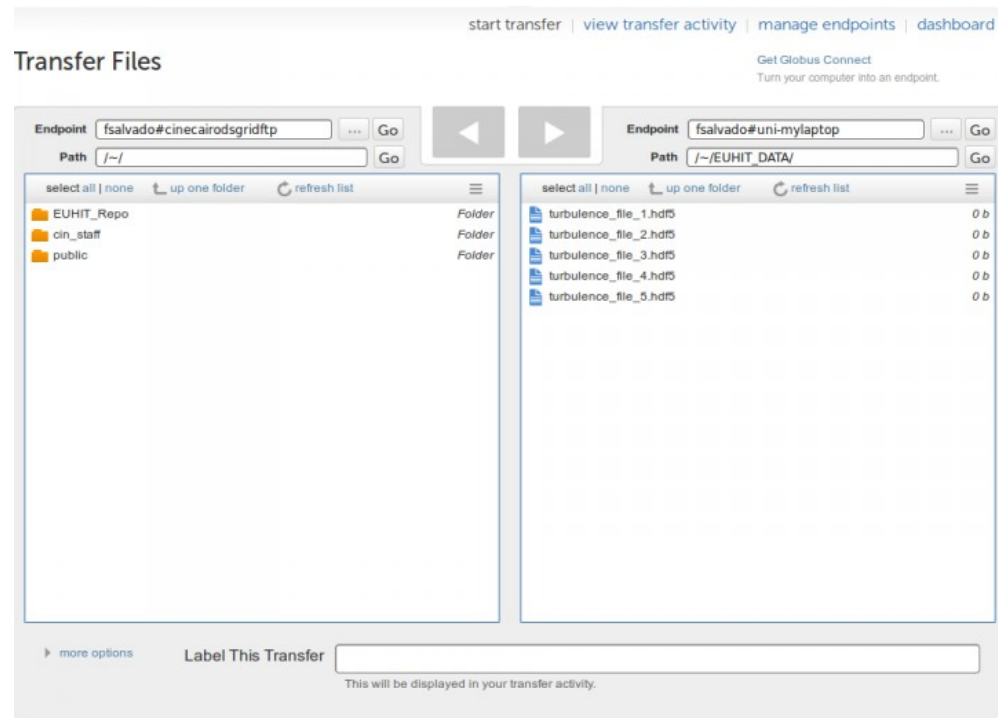 start transfer | view transfer activity | manage endpoints | dashboard
Transfer Files
Get Globus Connect
Turn your computer into an endpoint.
Endpoint fsalvado#cinecairodsgridftp ... Go
Path /~/ Go
select all | none up one folder refresh list
EUHIT_Repo Folder
cin_staff Folder
public Folder
Endpoint fsalvado#uni-mylaptop ... Go
Path /~/EUHIT_DATA/ Go
select all | none up one folder refresh list
turbulence_file_1.hdf5 0 b
turbulence_file_2.hdf5 0 b
turbulence_file_3.hdf5 0 b
turbulence_file_4.hdf5 0 b
turbulence_file_5.hdf5 0 b
more options
Label This Transfer
This will be displayed in your transfer activity.